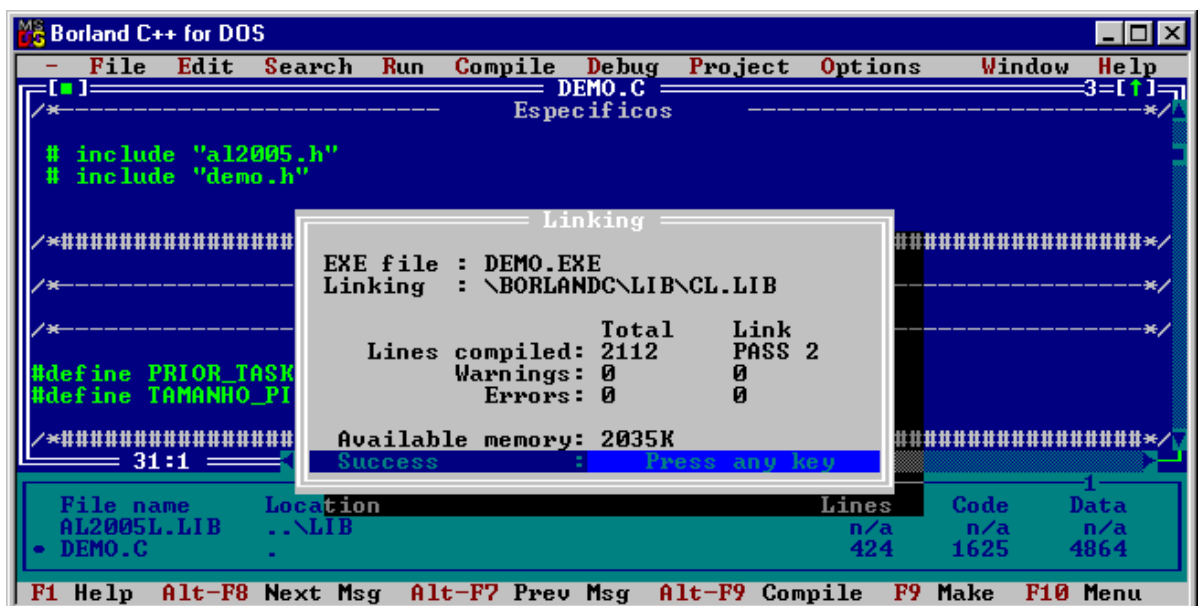 Borland C++ for DOS
- File Edit Search Run Compile Debug Project Options Window Help
[■] DEMO.C 3=[↑]
/*---------------- Especificos ----------------*/
# include "al2005.h"
# include "demo.h"
Linking
/*################ ################*/
EXE file : DEMO.EXE
/*---------------- ----------------*/
Linking : \BORLANDC\LIB\CL.LIB
/*---------------- ----------------*/
Total Link
Lines compiled: 2112 PASS 2
#define PRIOR_TASK
Warnings: 0 0
#define TAMANHO_PI
Errors: 0 0
/*################ ################*/
Available memory: 2035K
31:1
Success : Press any key
1
File name Location Lines Code Data
AL2005L.LIB ..\LIB n/a n/a n/a
• DEMO.C . 424 1625 4864
F1 Help Alt-F8 Next Msg Alt-F7 Prev Msg Alt-F9 Compile F9 Make F10 Menu